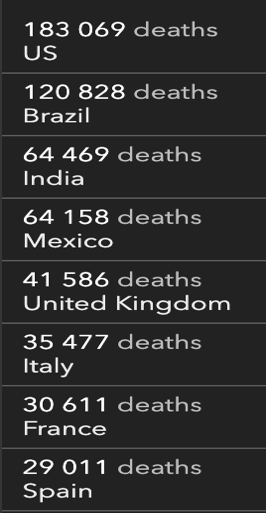 183 069 deaths
US
120 828 deaths
Brazil
64 469 deaths
India
64 158 deaths
Mexico
41 586 deaths
United Kingdom
35 477 deaths
Italy
30 611 deaths
France
29 011 deaths
Spain